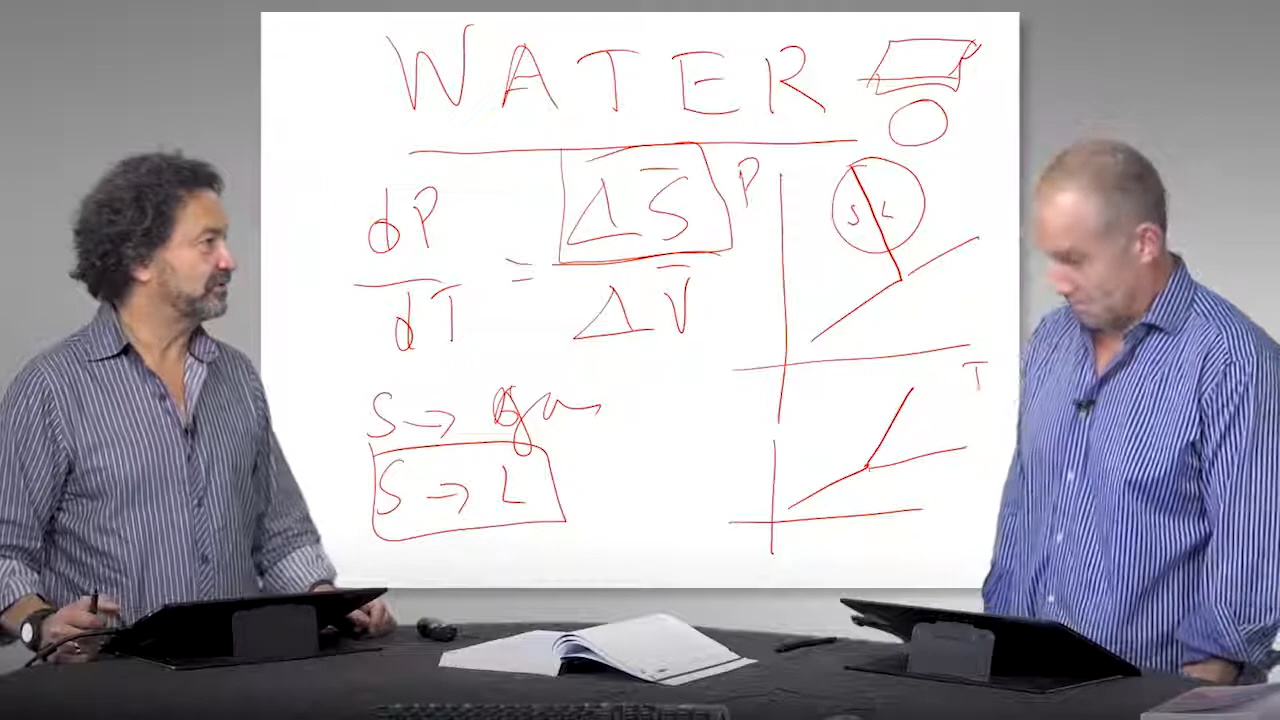 WATER
dP/dT = ΔS̅/ΔV̅
P
S L
T
S → gas
S → L